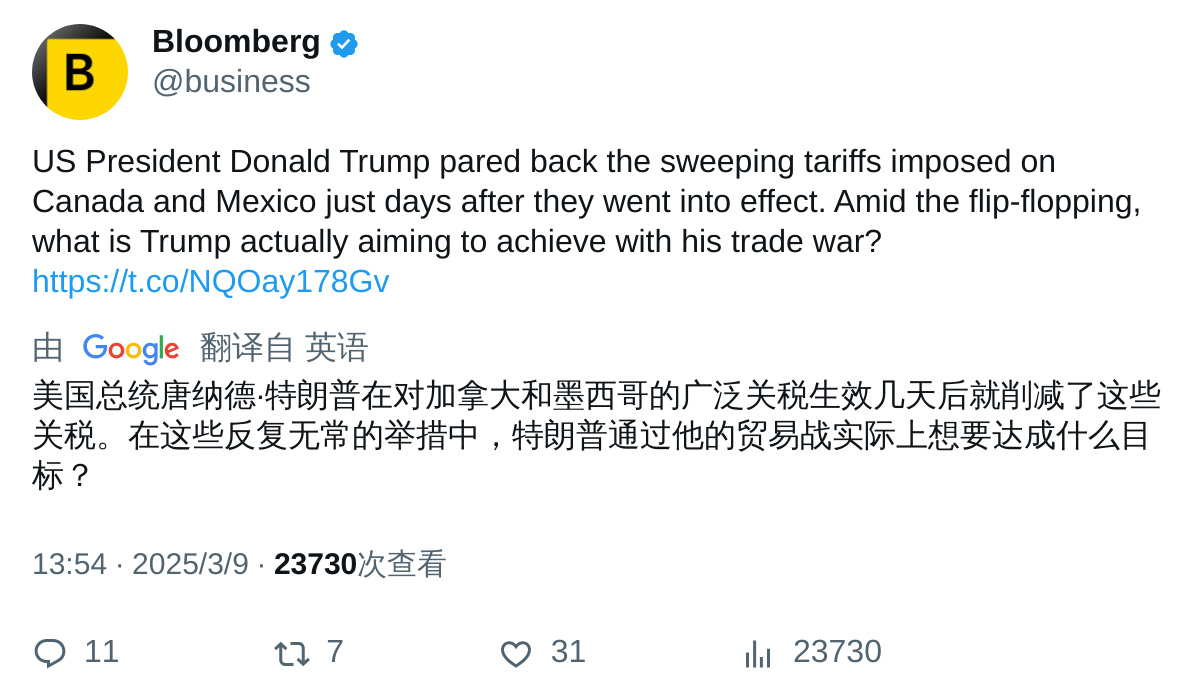 B
Bloomberg
@business
US President Donald Trump pared back the sweeping tariffs imposed on
Canada and Mexico just days after they went into effect. Amid the flip-flopping,
what is Trump actually aiming to achieve with his trade war?
https://t.co/NQOay178Gv
由 Google 翻译自 英语
美国总统唐纳德·特朗普在对加拿大和墨西哥的广泛关税生效几天后就削减了这些
关税。在这些反复无常的举措中，特朗普通过他的贸易战实际上想要达成什么目
标？
13:54 · 2025/3/9 · 23730次查看
11 7 31 23730